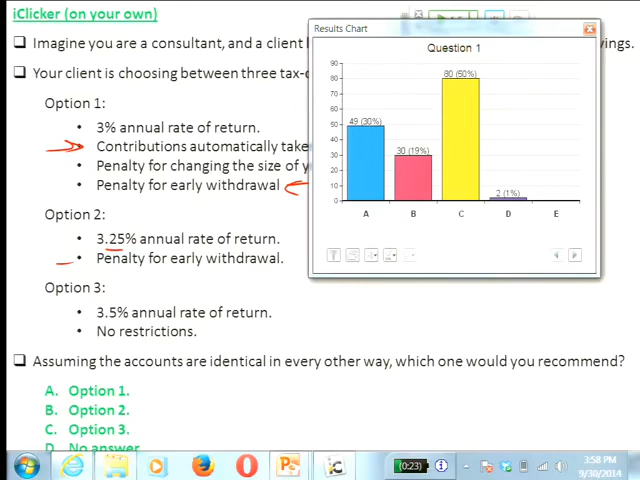 iClicker (on your own)
Imagine you are a consultant, and a client vings.
Your client is choosing between three tax-
Option 1:
3% annual rate of return.
Contributions automatically take
Penalty for changing the size of y
Penalty for early withdrawal
Option 2:
3.25% annual rate of return.
Penalty for early withdrawal.
Option 3:
3.5% annual rate of return.
No restrictions.
Assuming the accounts are identical in every other way, which one would you recommend?
A. Option 1.
B. Option 2.
C. Option 3.
D. No answer
Results Chart
Question 1
90
80
70
60
50
40
30
20
10
0
49 (30%)
30 (19%)
80 (50%)
2 (1%)
A B C D E
(0:23)
3:58 PM
9/30/2014